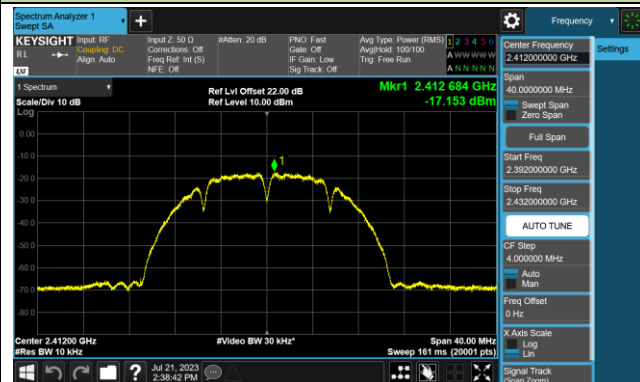 Spectrum Analyzer 1
Swept SA
Frequency
KEYSIGHT
RL
LXI
Input: RF
Coupling: DC
Align: Auto
Input Z: 50 Ω
Corrections: Off
Freq Ref: Int (S)
NFE: Off
#Atten: 20 dB
PNO: Fast
Gate: Off
IF Gain: Low
Sig Track: Off
Avg Type: Power (RMS)
Avg|Hold: 100/100
Trig: Free Run
1 2 3 4 5 6
A W W W W W
A N N N N N
Center Frequency
2.412000000 GHz
Settings
Span
40.0000000 MHz
Swept Span
Zero Span
Full Span
Start Freq
2.392000000 GHz
Stop Freq
2.432000000 GHz
AUTO TUNE
CF Step
4.000000 MHz
Auto
Man
Freq Offset
0 Hz
X Axis Scale
Log
Lin
Signal Track
(Span Zoom)
1 Spectrum
Scale/Div 10 dB
Log
Ref Lvl Offset 22.00 dB
Ref Level 10.00 dBm
Mkr1 2.412 684 GHz
-17.153 dBm
1
0.00
-10.0
-20.0
-30.0
-40.0
-50.0
-60.0
-70.0
-80.0
Center 2.41200 GHz
#Res BW 10 kHz
#Video BW 30 kHz*
Span 40.00 MHz
Sweep 161 ms (20001 pts)
?
Jul 21, 2023
2:38:42 PM